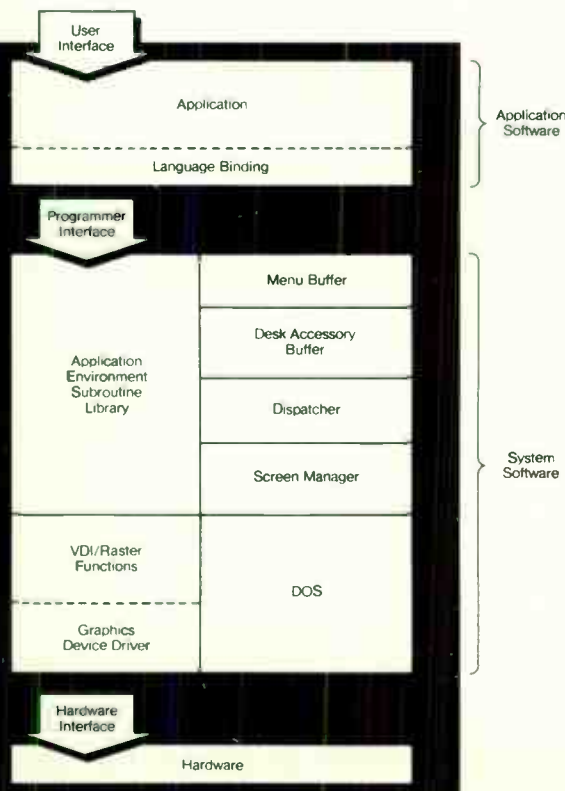 User
Interface
Application
Language Binding
Application
Software
Programmer
Interface
Application
Environment
Subroutine
Library
Menu Buffer
Desk Accessory
Buffer
Dispatcher
Screen Manager
VDI/Raster
Functions
Graphics
Device Driver
DOS
System
Software
Hardware
Interface
Hardware